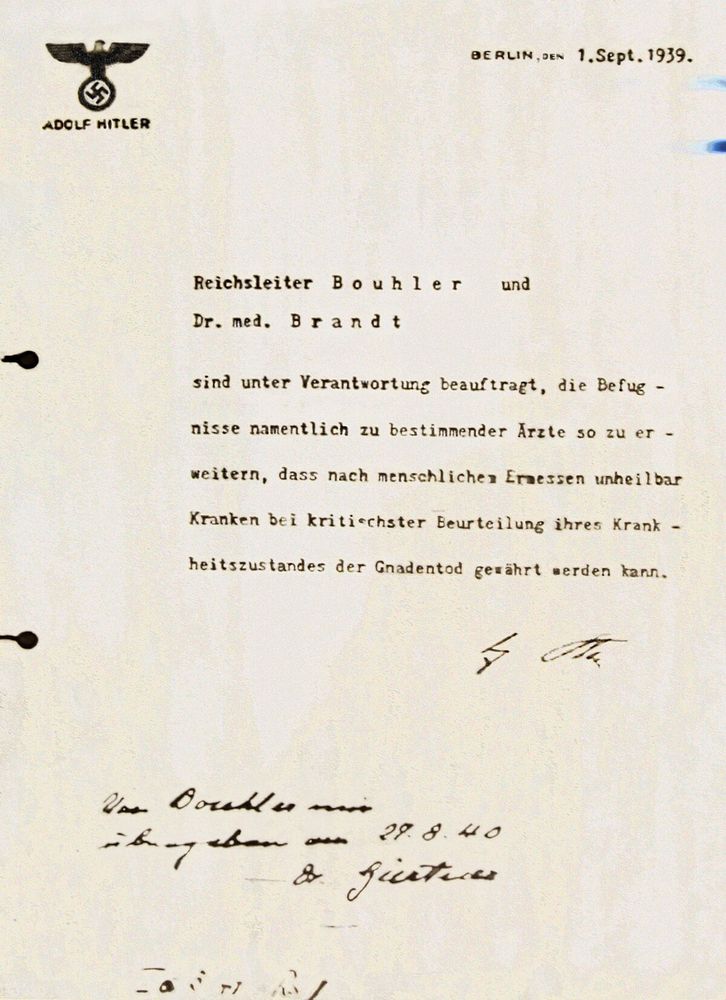 BERLIN, DEN 1.Sept.1939.
ADOLF HITLER
Reichsleiter Bouhler und
Dr. med. Brandt
sind unter Verantwortung beauftragt, die Befug -
nisse namentlich zu bestimmender Ärzte so zu er -
weitern, dass nach menschlichem Ermessen unheilbar
Kranken bei kritischster Beurteilung ihres Krank -
heitszustandes der Gnadentod gewährt werden kann.
Von Bouhler mir
übergeben am 27.8.40
Dr. Gürtner